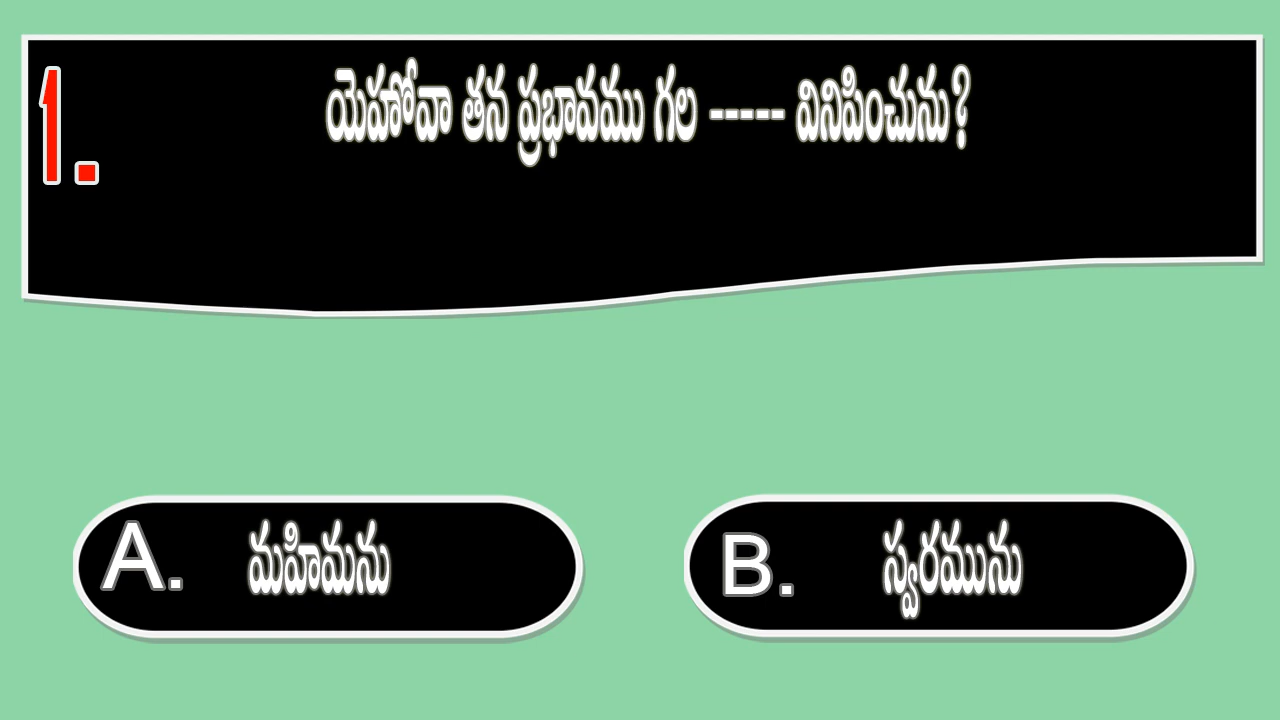 1. యెహోవా తన ప్రభావము గల ----- వినిపించును?
A. మహిమను
B. స్వరమును